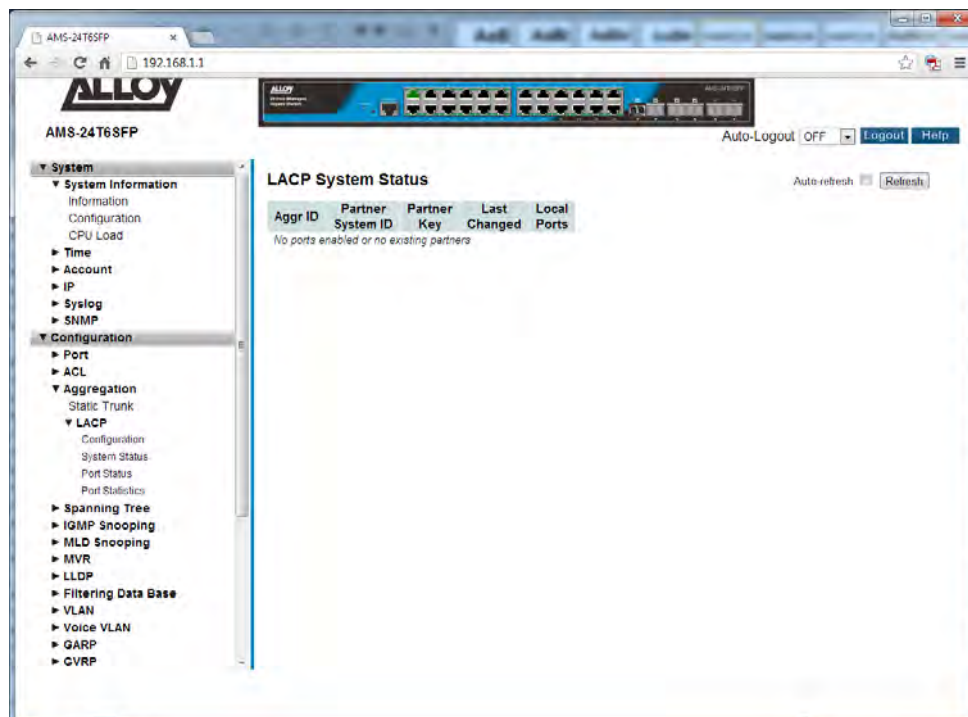 AMS-24T6SFP
192.168.1.1
ALLOY
AMS-24T6SFP
ALLOY
Auto-Logout OFF Logout Help
▼ System
▼ System Information
Information
Configuration
CPU Load
► Time
► Account
► IP
► Syslog
► SNMP
▼ Configuration
► Port
► ACL
▼ Aggregation
Static Trunk
▼ LACP
Configuration
System Status
Port Status
Port Statistics
► Spanning Tree
► IGMP Snooping
► MLD Snooping
► MVR
► LLDP
► Filtering Data Base
► VLAN
► Voice VLAN
► GARP
► GVRP
LACP System Status
Auto-refresh Refresh
Aggr ID Partner System ID Partner Key Last Changed Local Ports
No ports enabled or no existing partners